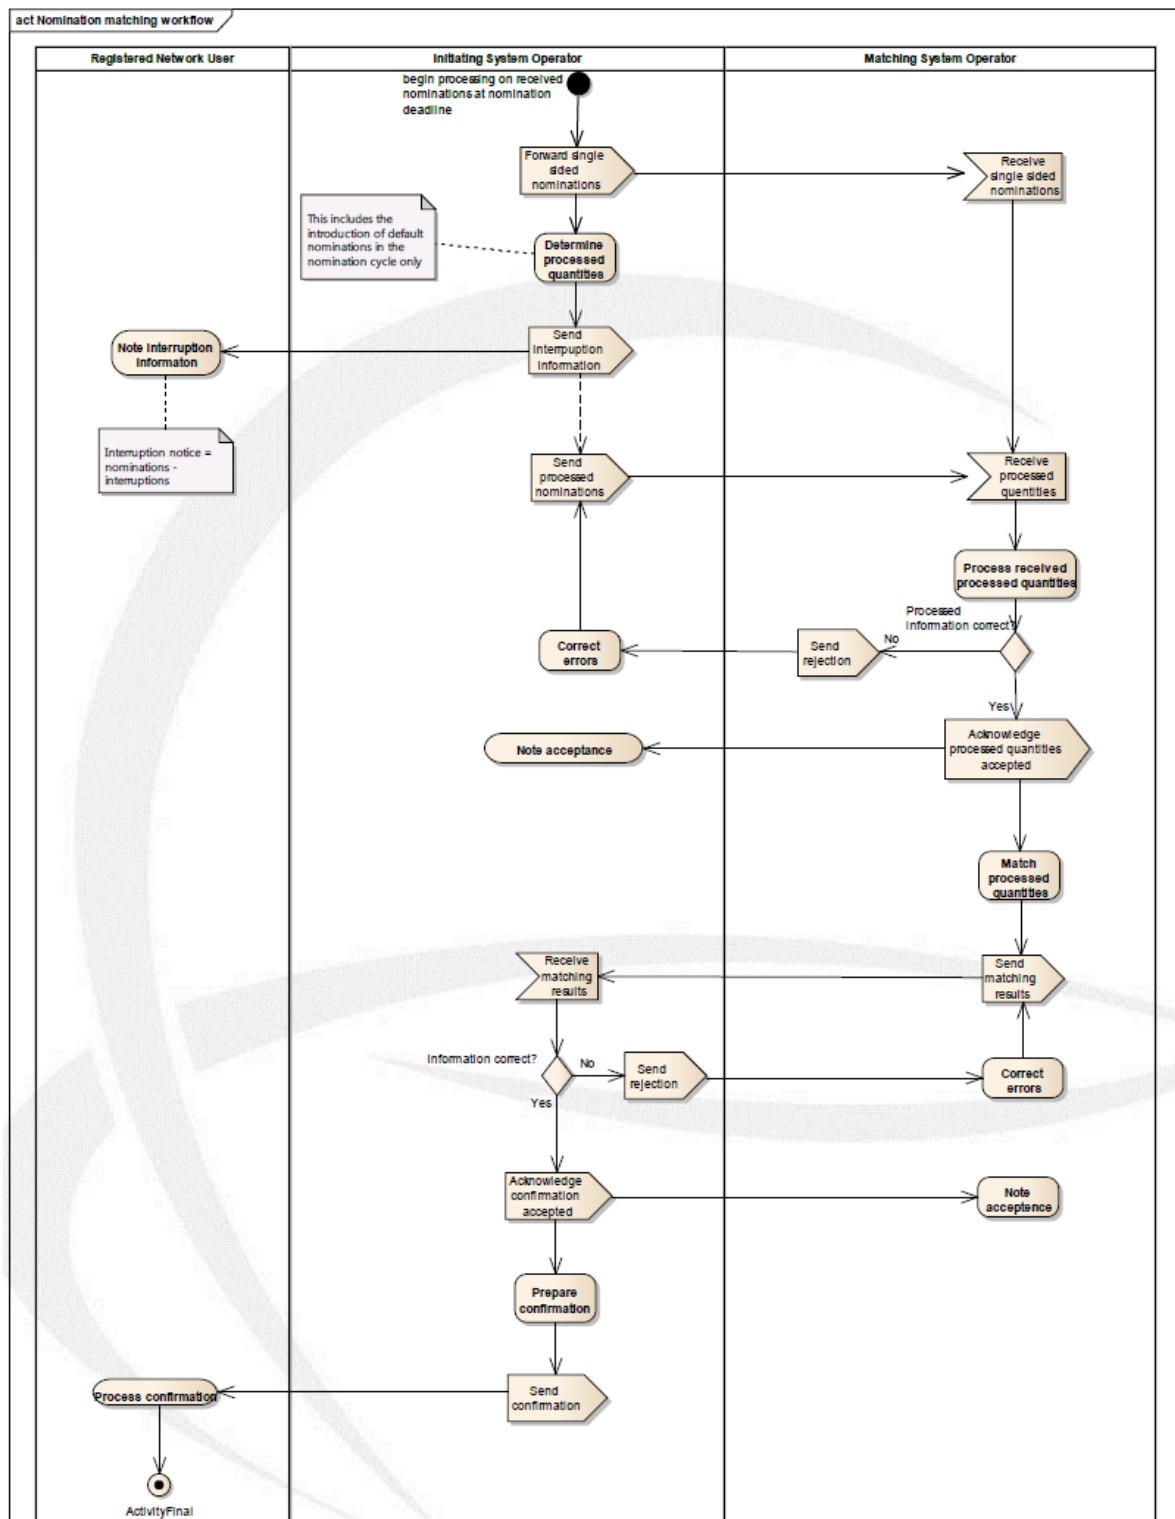 act Nomination matching workflow
Registered Network User
Initiating System Operator
Matching System Operator
begin processing on received
nominations at nomination
deadline
Forward single
sided
nominations
Receive
single sided
nominations
This includes the
introduction of default
nominations in the
nomination cycle only
Determine
processed
quantities
Send
Interrpuption
Information
Note Interruption
Informaton
Interruption notice =
nominations -
interruptions
Send
processed
nominations
Receive
processed
quentities
Process received
processed quantities
Processed
Information correct?
No
Send
rejection
Correct
errors
Yes
Acknowledge
processed quantities
accepted
Note acceptance
Match
processed
quantities
Send
matching
results
Receive
matching
results
Information correct?
No
Send
rejection
Correct
errors
Yes
Acknowledge
confirmation
accepted
Note
acceptence
Prepare
confirmation
Send
confirmation
Process confirmation
ActivityFinal